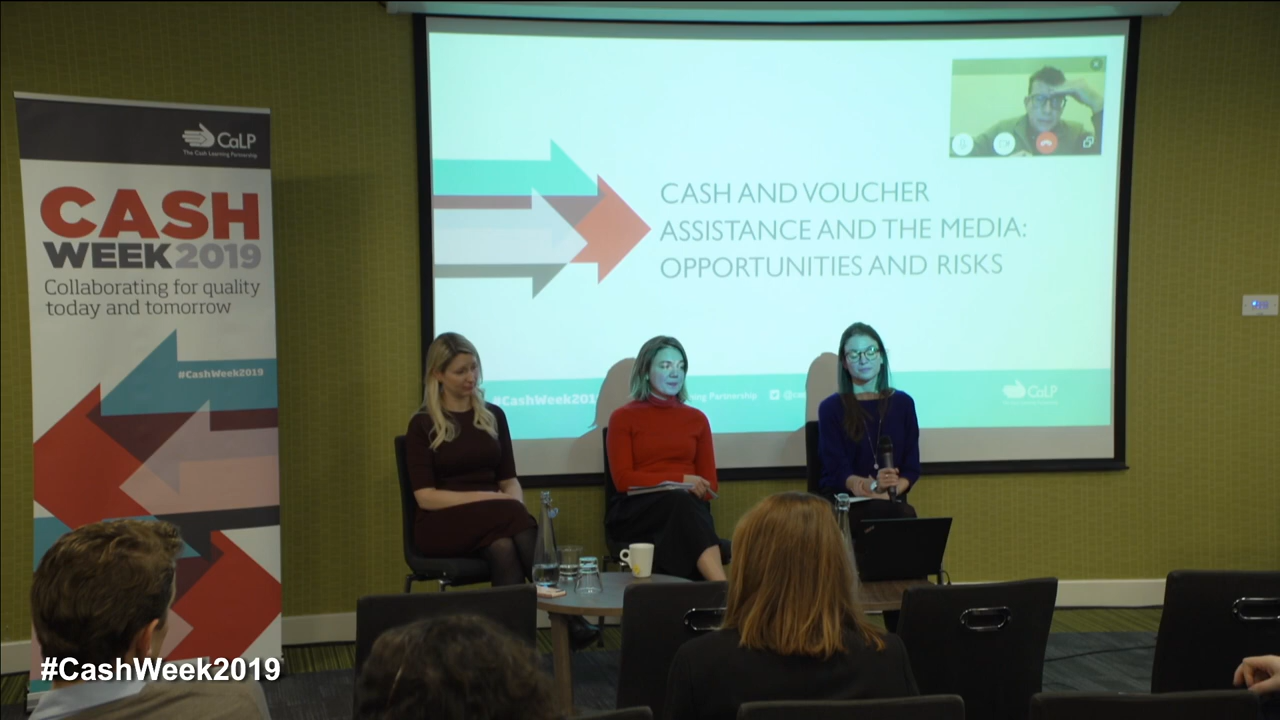 CaLP
The Cash Learning Partnership
CASH
WEEK2019
Collaborating for quality
today and tomorrow
#CashWeek2019
CASH AND VOUCHER
ASSISTANCE AND THE MEDIA:
OPPORTUNITIES AND RISKS
#CashWeek201
Partnership
CaLP
#CashWeek2019